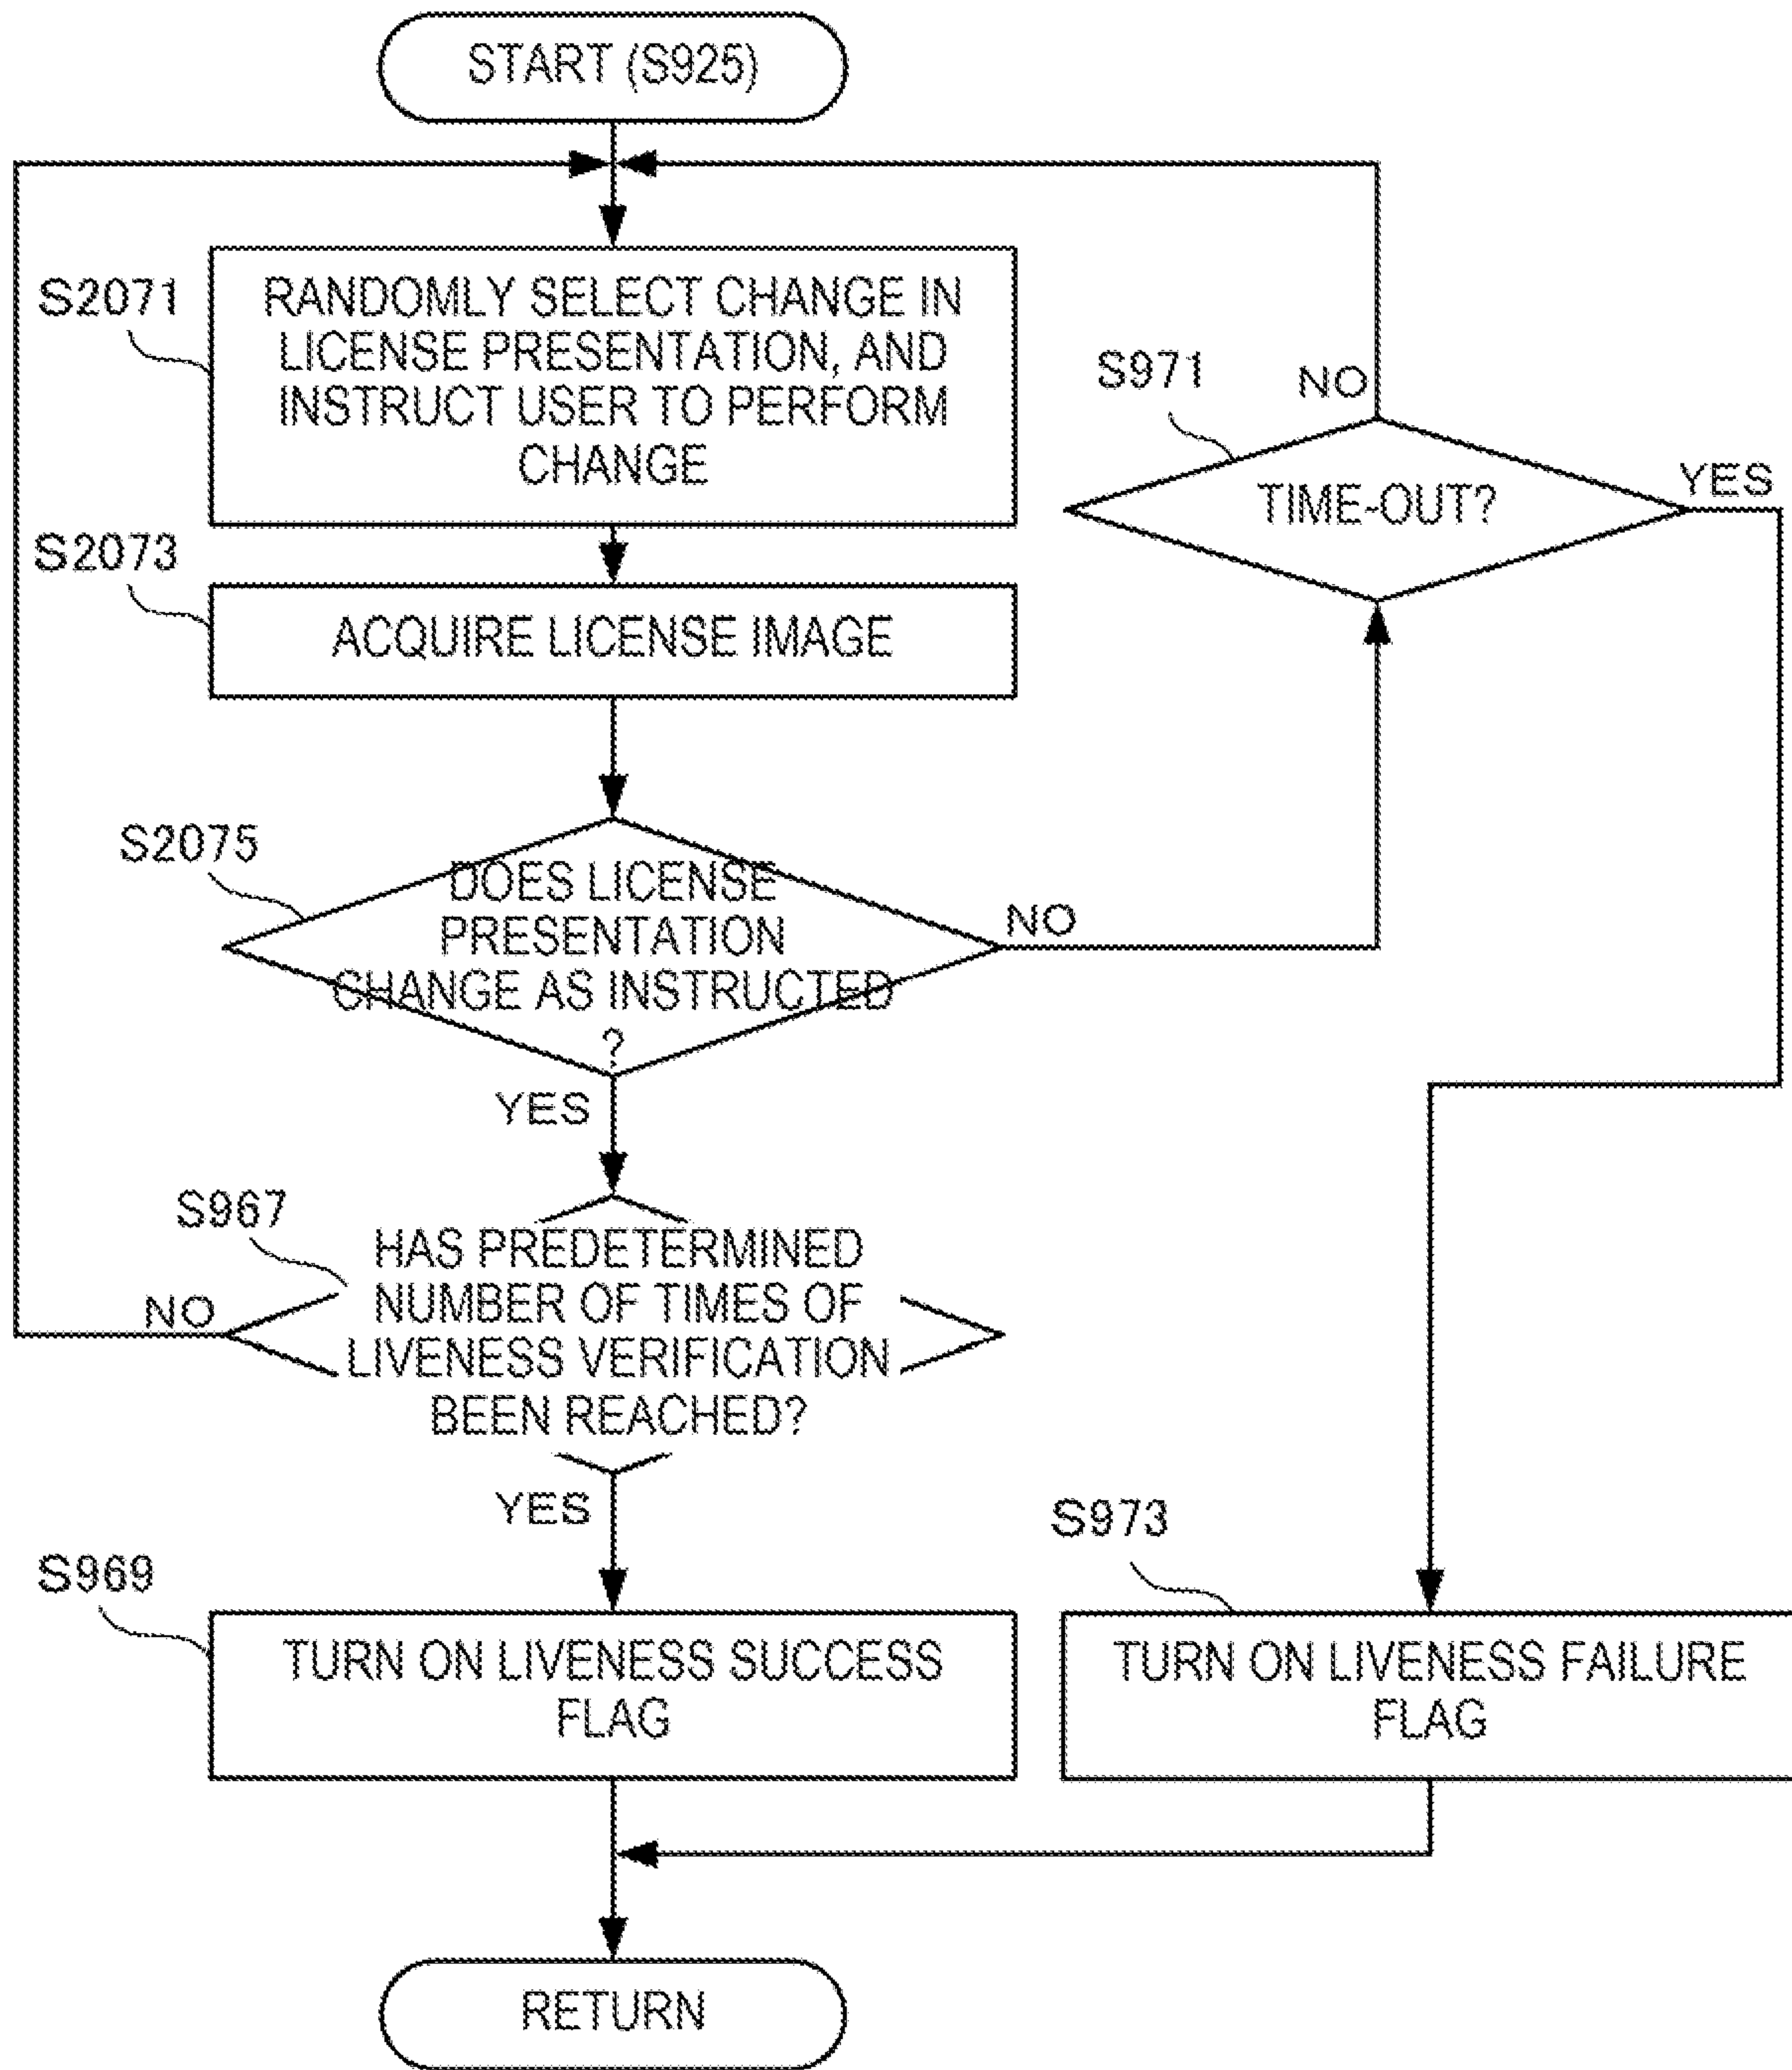 START (S925)
S2071
RANDOMLY SELECT CHANGE IN
LICENSE PRESENTATION, AND
INSTRUCT USER TO PERFORM
CHANGE
S971
NO
TIME-OUT?
YES
S2073
ACQUIRE LICENSE IMAGE
S2075
DOES LICENSE
PRESENTATION
CHANGE AS INSTRUCTED
?
NO
YES
S967
HAS PREDETERMINED
NUMBER OF TIMES OF
LIVENESS VERIFICATION
BEEN REACHED?
NO
YES
S969
TURN ON LIVENESS SUCCESS
FLAG
S973
TURN ON LIVENESS FAILURE
FLAG
RETURN